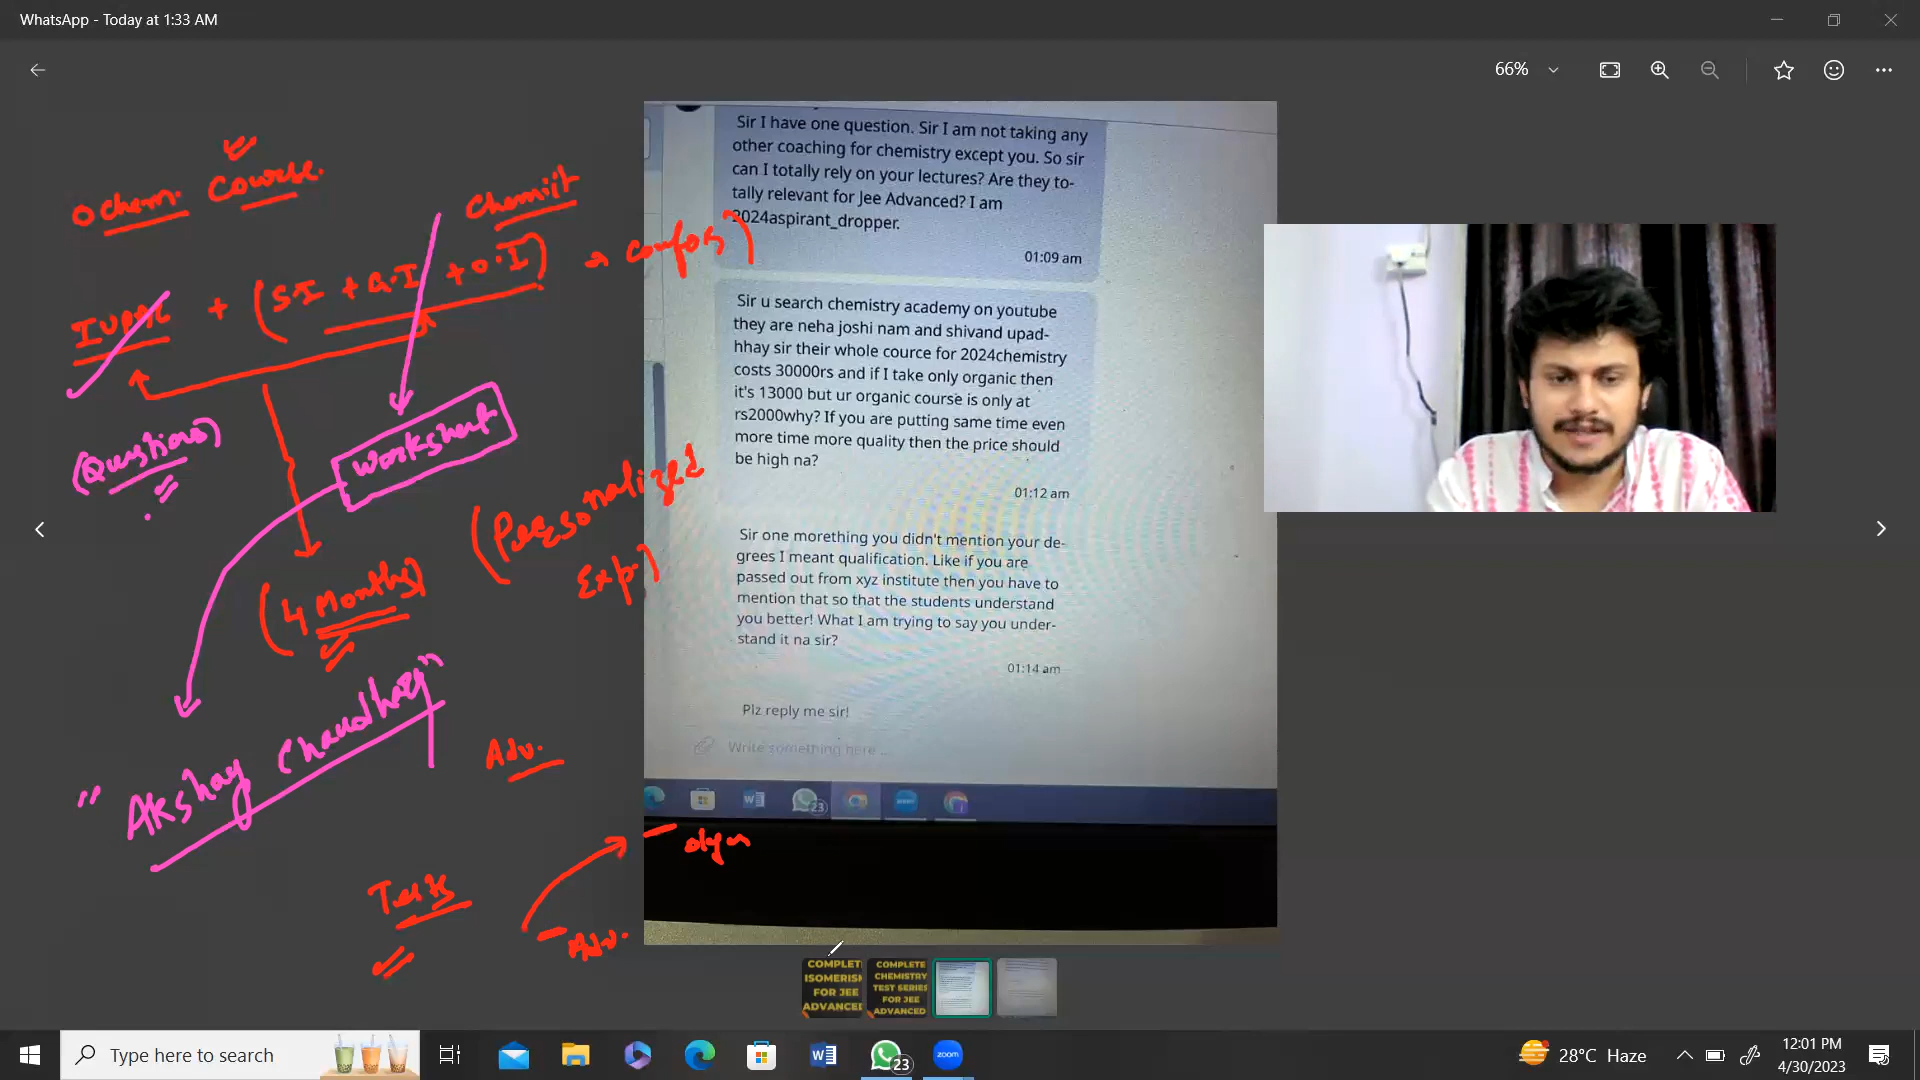 WhatsApp - Today at 1:33 AM
66%
Ochem. Course.
Chemiit
IUPAC + (S.I + G.I + O.I) → confor)
(Questions)
Worksheet
(Personalized
Exp.)
(4 Months)
"Akshay Chaudhary"
Adv.
Tests
Adv.
Sir I have one question. Sir I am not taking any
other coaching for chemistry except you. So sir
can I totally rely on your lectures? Are they to-
tally relevant for Jee Advanced? I am
2024aspirant_dropper.
01:09 am
Sir u search chemistry academy on youtube
they are neha joshi nam and shivand upad-
hhay sir their whole cource for 2024chemistry
costs 30000rs and if I take only organic then
it's 13000 but ur organic course is only at
rs2000why? If you are putting same time even
more time more quality then the price should
be high na?
01:12 am
Sir one morething you didn't mention your de-
grees I meant qualification. Like if you are
passed out from xyz institute then you have to
mention that so that the students understand
you better! What I am trying to say you under-
stand it na sir?
01:14 am
Plz reply me sir!
Write something here ...
23
COMPLETE
ISOMERISM
FOR JEE
ADVANCED
COMPLETE
CHEMISTRY
TEST SERIES
FOR JEE
ADVANCED
Type here to search
23
zoom
28°C Haze
12:01 PM
4/30/2023